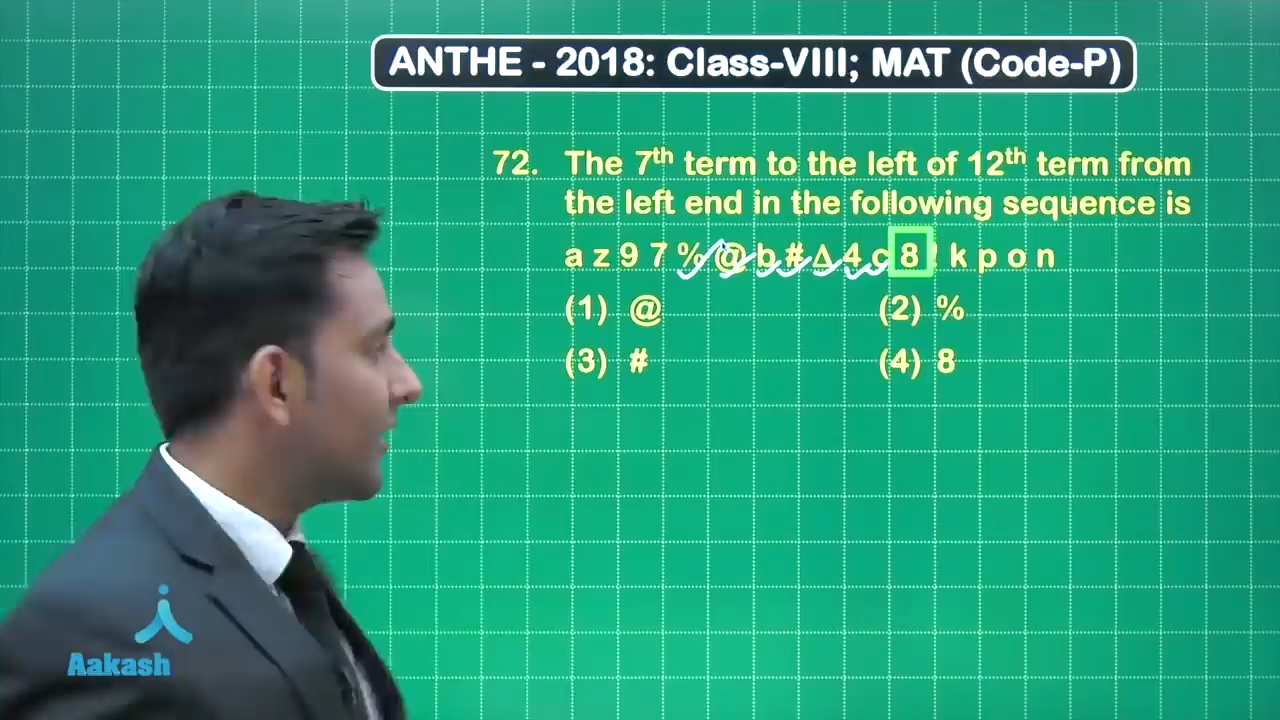 ANTHE - 2018: Class-VIII; MAT (Code-P)
72. The 7th term to the left of 12th term from
the left end in the following sequence is
a z 9 7 % @ b # Δ 4 c 8 ! k p o n
(1) @ (2) %
(3) # (4) 8
Aakash